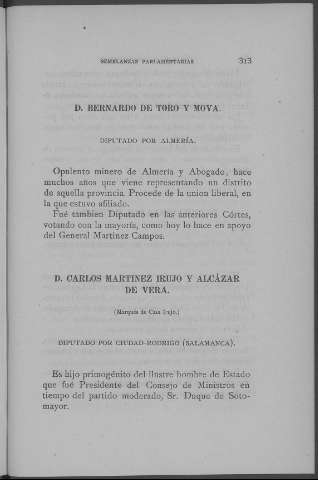 SEMBLANZAS PARLAMENTARIAS 313
D. BERNARDO DE TORO Y MOYA.
DIPUTADO POR ALMERÍA.
Opulento minero de Almería y Abogado, hace
muchos años que viene representando un distrito
de aquella provincia. Procede de la union liberal, en
la que estuvo afiliado.
Fué tambien Diputado en las anteriores Córtes,
votando con la mayoría, como hoy lo hace en apoyo
del General Martinez Campos.
D. CARLOS MARTINEZ IRUJO Y ALCÁZAR
DE VERA.
(Marqués de Casa Irujo.)
DIPUTADO POR CIUDAD-RODRIGO (SALAMANCA).
Es hijo primogénito del ilustre hombre de Estado
que fué Presidente del Consejo de Ministros en
tiempo del partido moderado, Sr. Duque de Soto-
mayor.